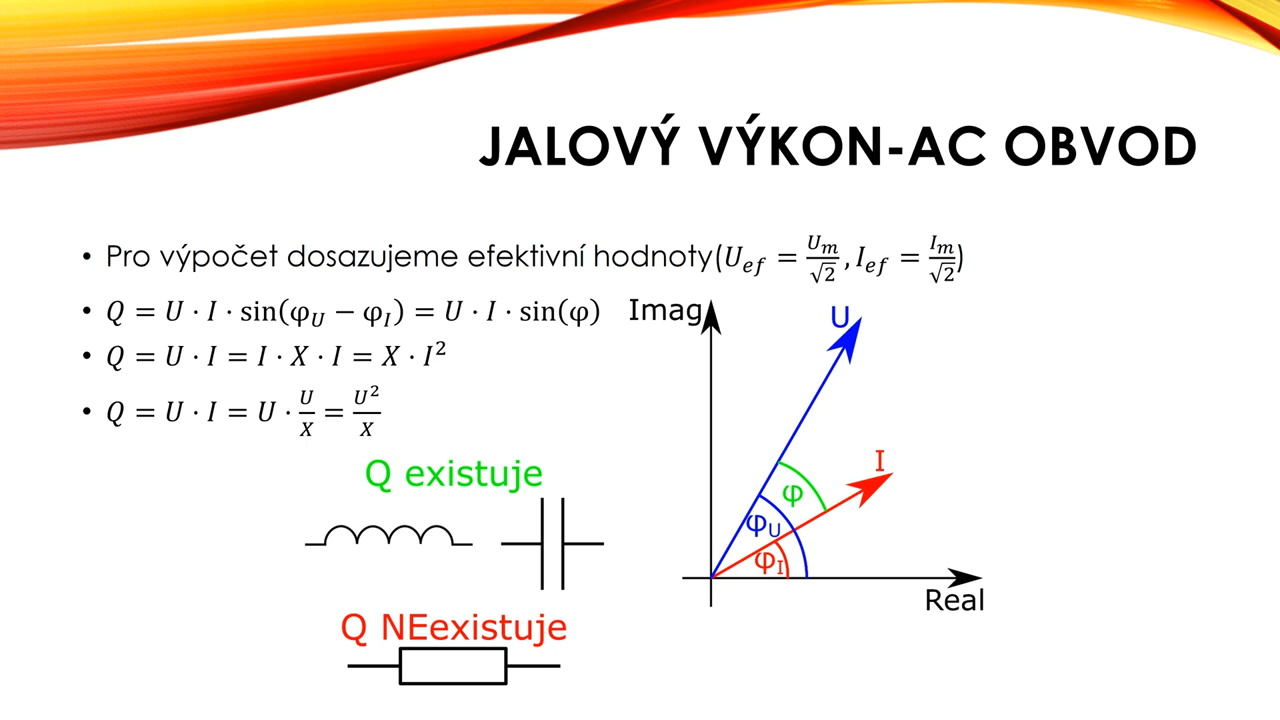 JALOVÝ VÝKON-AC OBVOD
• Pro výpočet dosazujeme efektivní hodnoty(U_ef = U_m/√2, I_ef = I_m/√2)
• Q = U · I · sin(φ_U − φ_I) = U · I · sin(φ)
• Q = U · I = I · X · I = X · I²
• Q = U · I = U · U/X = U²/X
Imag
U
I
φ
φ_U
φ_I
Real
Q existuje
Q NEexistuje